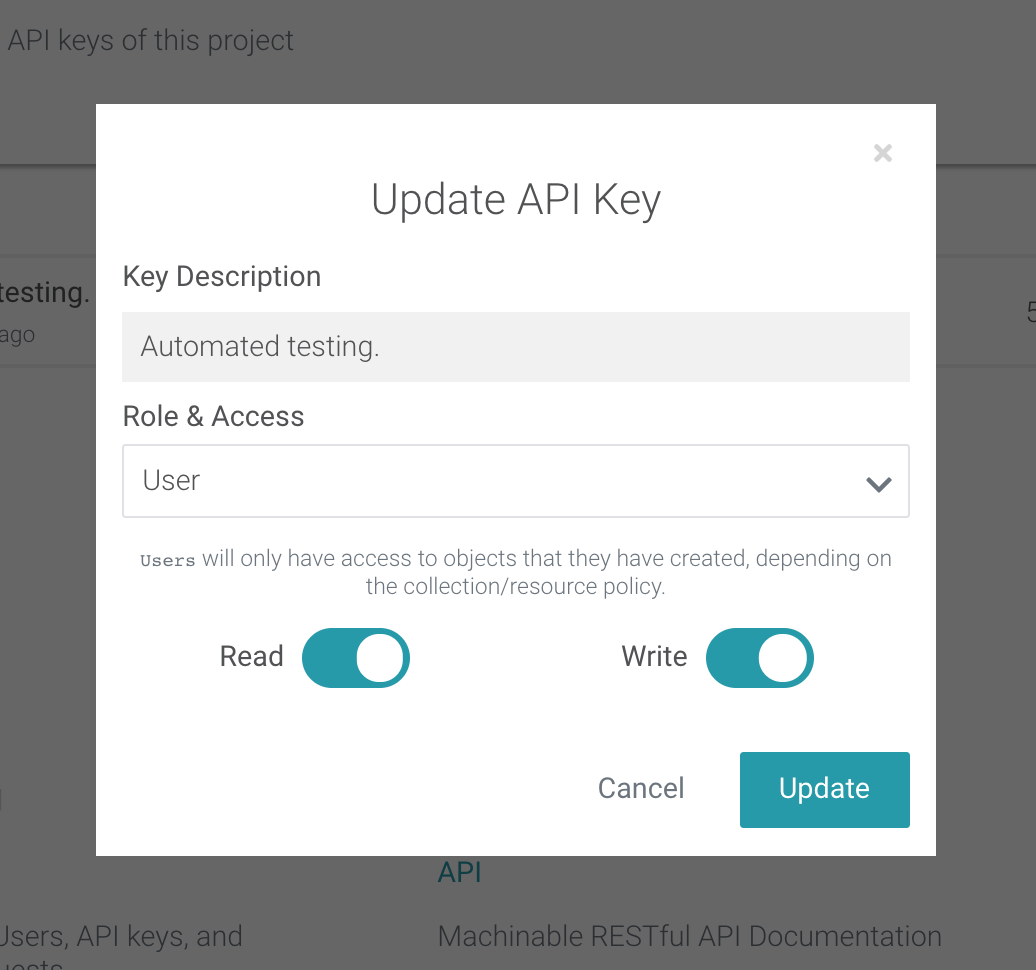 API keys of this project
×
Update API Key
Key Description
testing.
ago
5
Automated testing.
Role & Access
User
Users will only have access to objects that they have created, depending on
the collection/resource policy.
Read
Write
Cancel
Update
API
Users, API keys, and
Machinable RESTful API Documentation